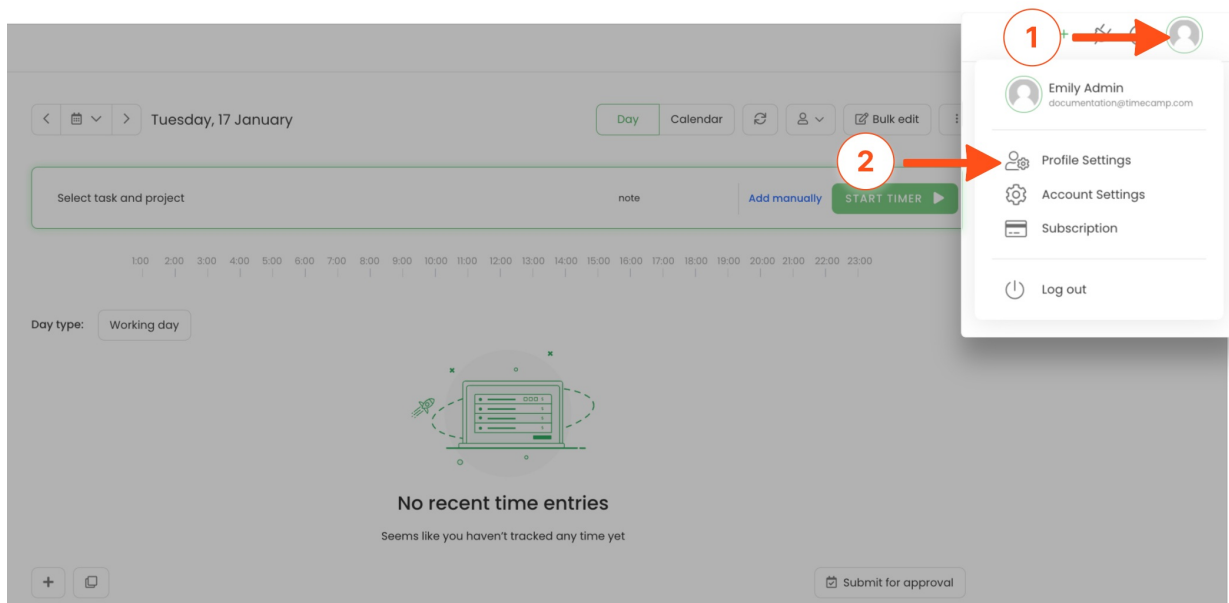 1
Emily Admin
documentation@timecamp.com
Tuesday, 17 January
Day
Calendar
Bulk edit
2
Profile Settings
Account Settings
Subscription
Log out
Select task and project
note
Add manually
START TIMER
1:00 2:00 3:00 4:00 5:00 6:00 7:00 8:00 9:00 10:00 11:00 12:00 13:00 14:00 15:00 16:00 17:00 18:00 19:00 20:00 21:00 22:00 23:00
Day type:
Working day
No recent time entries
Seems like you haven't tracked any time yet
Submit for approval